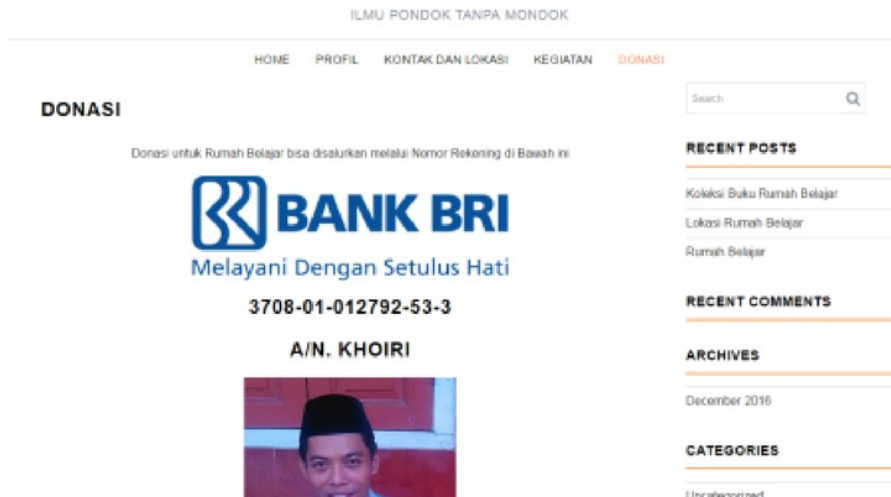 ILMU PONDOK TANPA MONDOK
HOME PROFIL KONTAK DAN LOKASI KEGIATAN DONASI
DONASI
Donasi untuk Rumah Belajar bisa disalurkan melalui Nomor Rekening di Bawah ini
BANK BRI
Melayani Dengan Setulus Hati
3708-01-012792-53-3
A/N. KHOIRI
Search
RECENT POSTS
Koleksi Buku Rumah Belajar
Lokasi Rumah Belajar
Rumah Belajar
RECENT COMMENTS
ARCHIVES
December 2016
CATEGORIES
Uncategorized